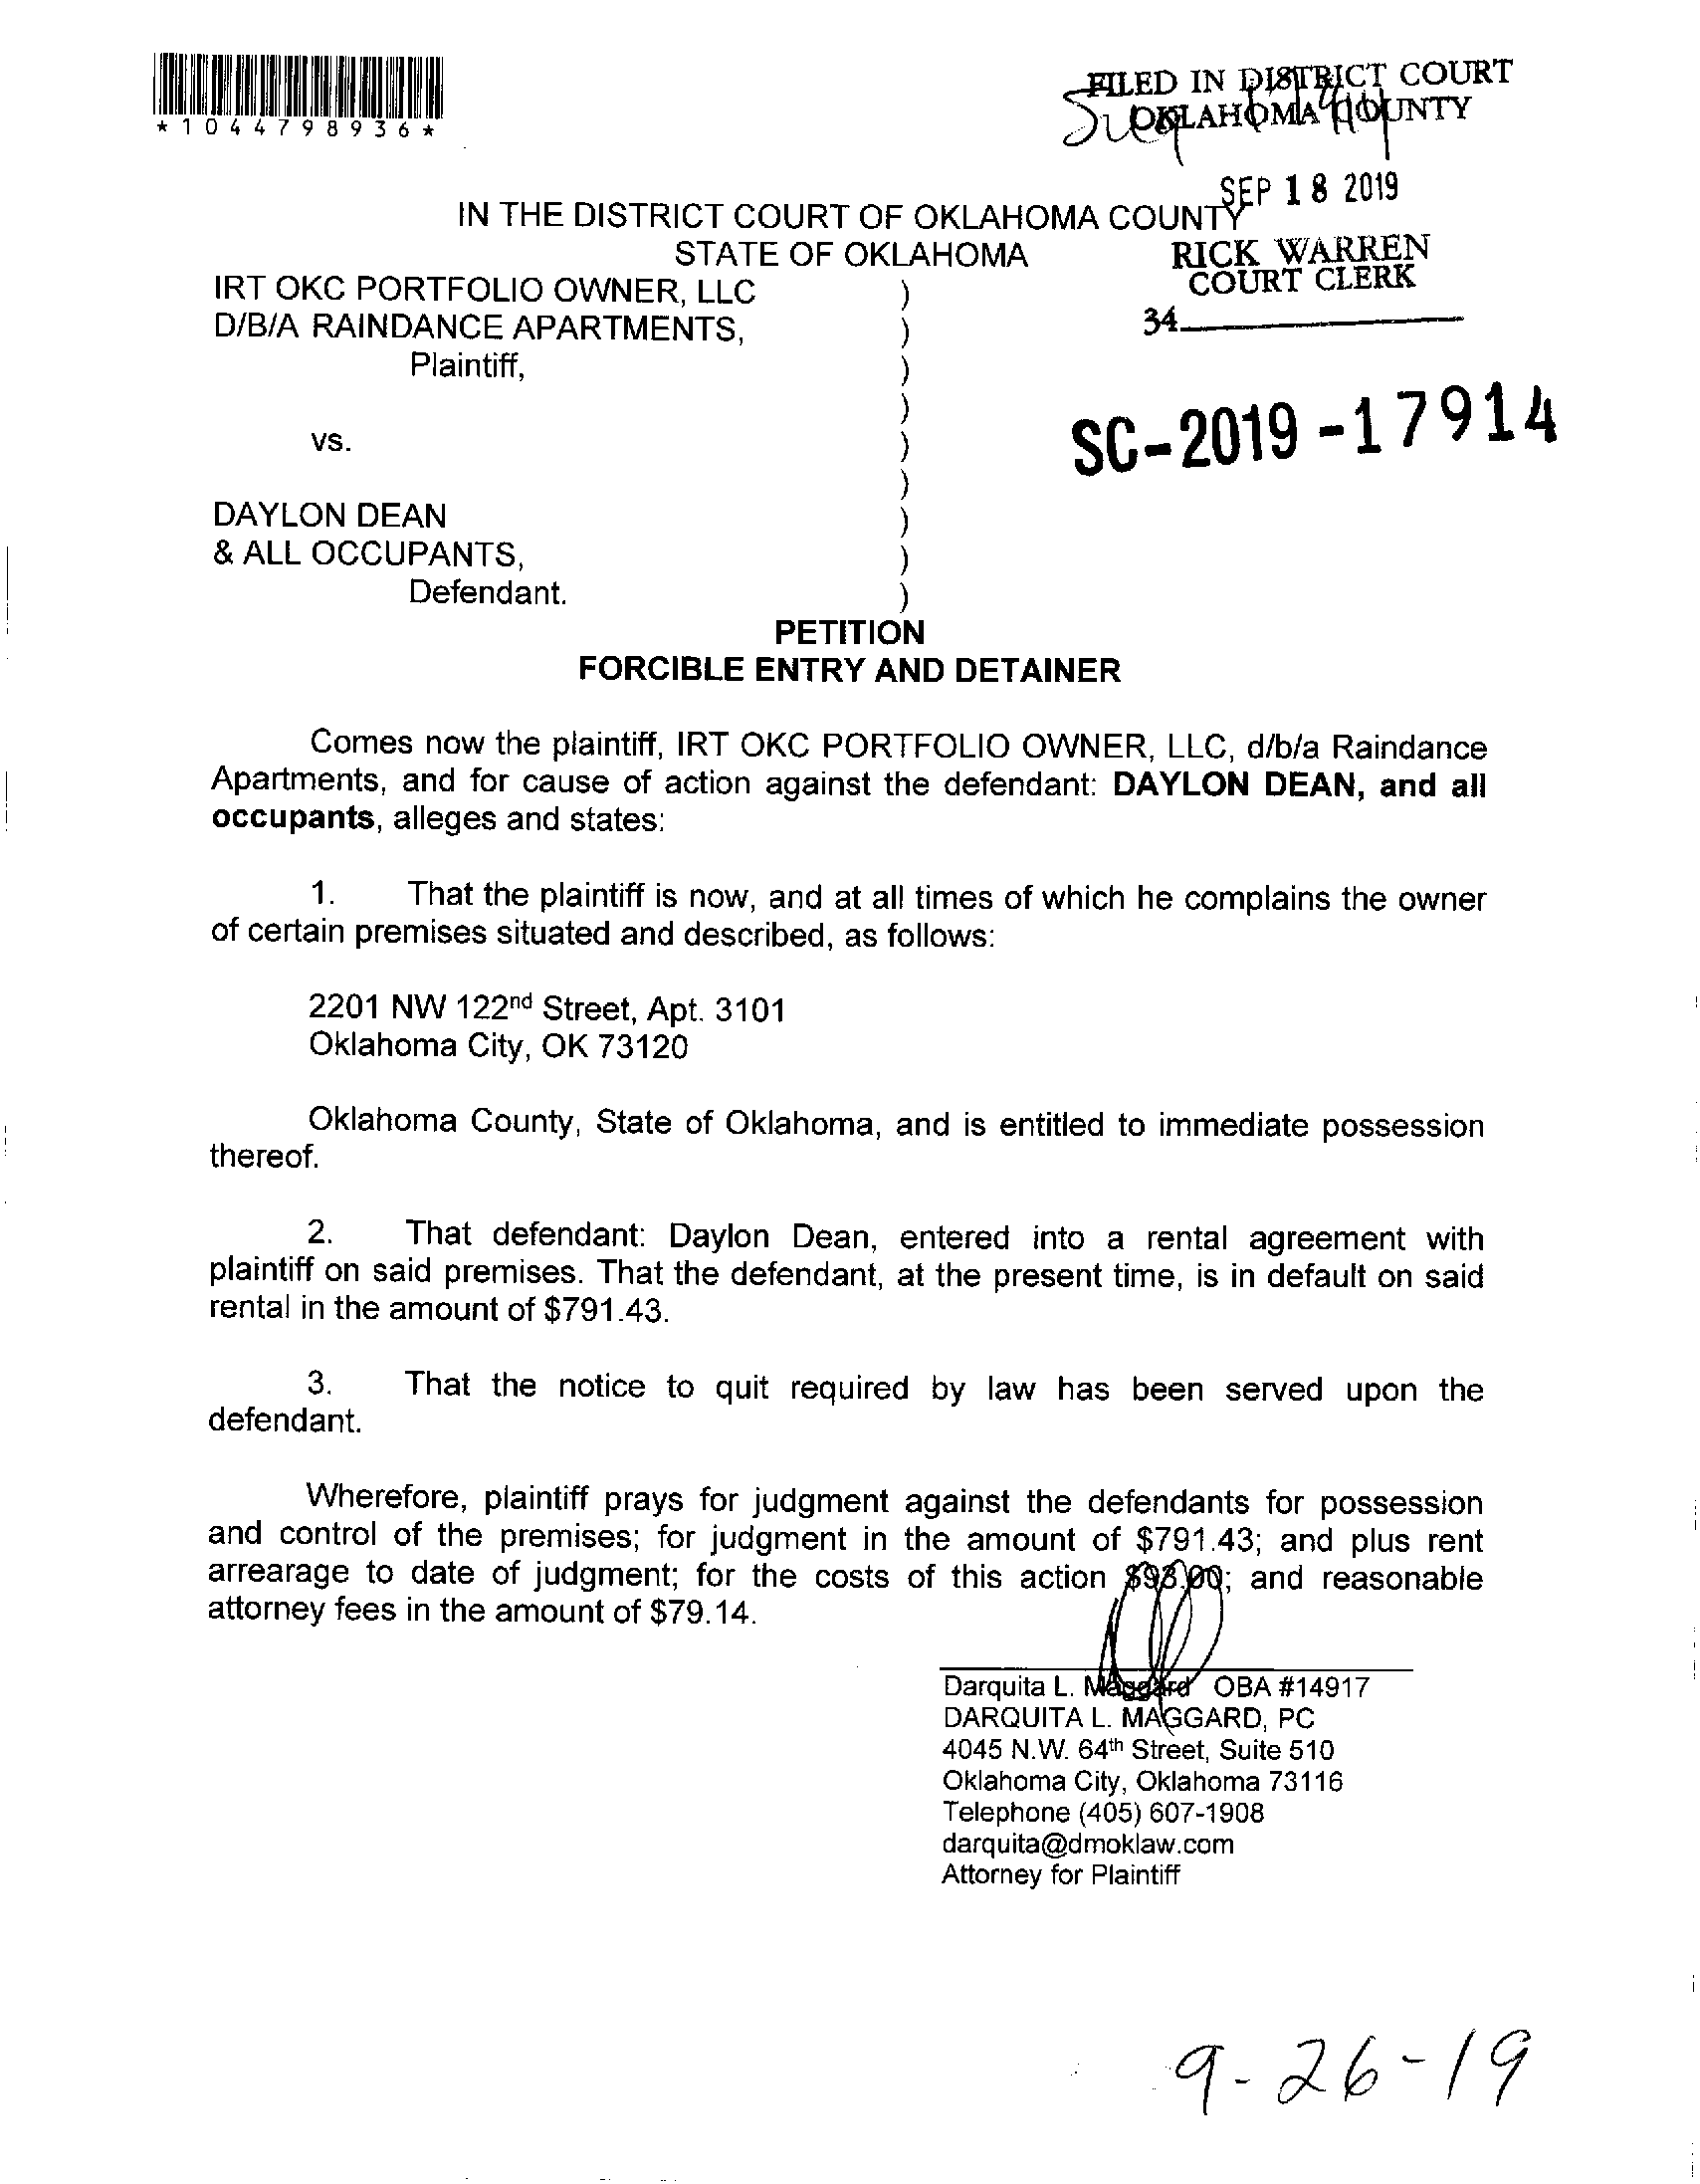 *1044798936*
FILED IN DISTRICT COURT
OKLAHOMA COUNTY
SEP 18 2019
IN THE DISTRICT COURT OF OKLAHOMA COUNTY
STATE OF OKLAHOMA
RICK WARREN
COURT CLERK
34
IRT OKC PORTFOLIO OWNER, LLC )
D/B/A RAINDANCE APARTMENTS, )
Plaintiff, )
)
vs. )
SC-2019-17914
)
DAYLON DEAN )
& ALL OCCUPANTS, )
Defendant. )
PETITION
FORCIBLE ENTRY AND DETAINER
Comes now the plaintiff, IRT OKC PORTFOLIO OWNER, LLC, d/b/a Raindance
Apartments, and for cause of action against the defendant: DAYLON DEAN, and all
occupants, alleges and states:
1. That the plaintiff is now, and at all times of which he complains the owner
of certain premises situated and described, as follows:
2201 NW 122nd Street, Apt. 3101
Oklahoma City, OK 73120
Oklahoma County, State of Oklahoma, and is entitled to immediate possession
thereof.
2. That defendant: Daylon Dean, entered into a rental agreement with
plaintiff on said premises. That the defendant, at the present time, is in default on said
rental in the amount of $791.43.
3. That the notice to quit required by law has been served upon the
defendant.
Wherefore, plaintiff prays for judgment against the defendants for possession
and control of the premises; for judgment in the amount of $791.43; and plus rent
arrearage to date of judgment; for the costs of this action $93.00; and reasonable
attorney fees in the amount of $79.14.
Darquita L. Maggard OBA #14917
DARQUITA L. MAGGARD, PC
4045 N.W. 64th Street, Suite 510
Oklahoma City, Oklahoma 73116
Telephone (405) 607-1908
darquita@dmoklaw.com
Attorney for Plaintiff
9-26-19